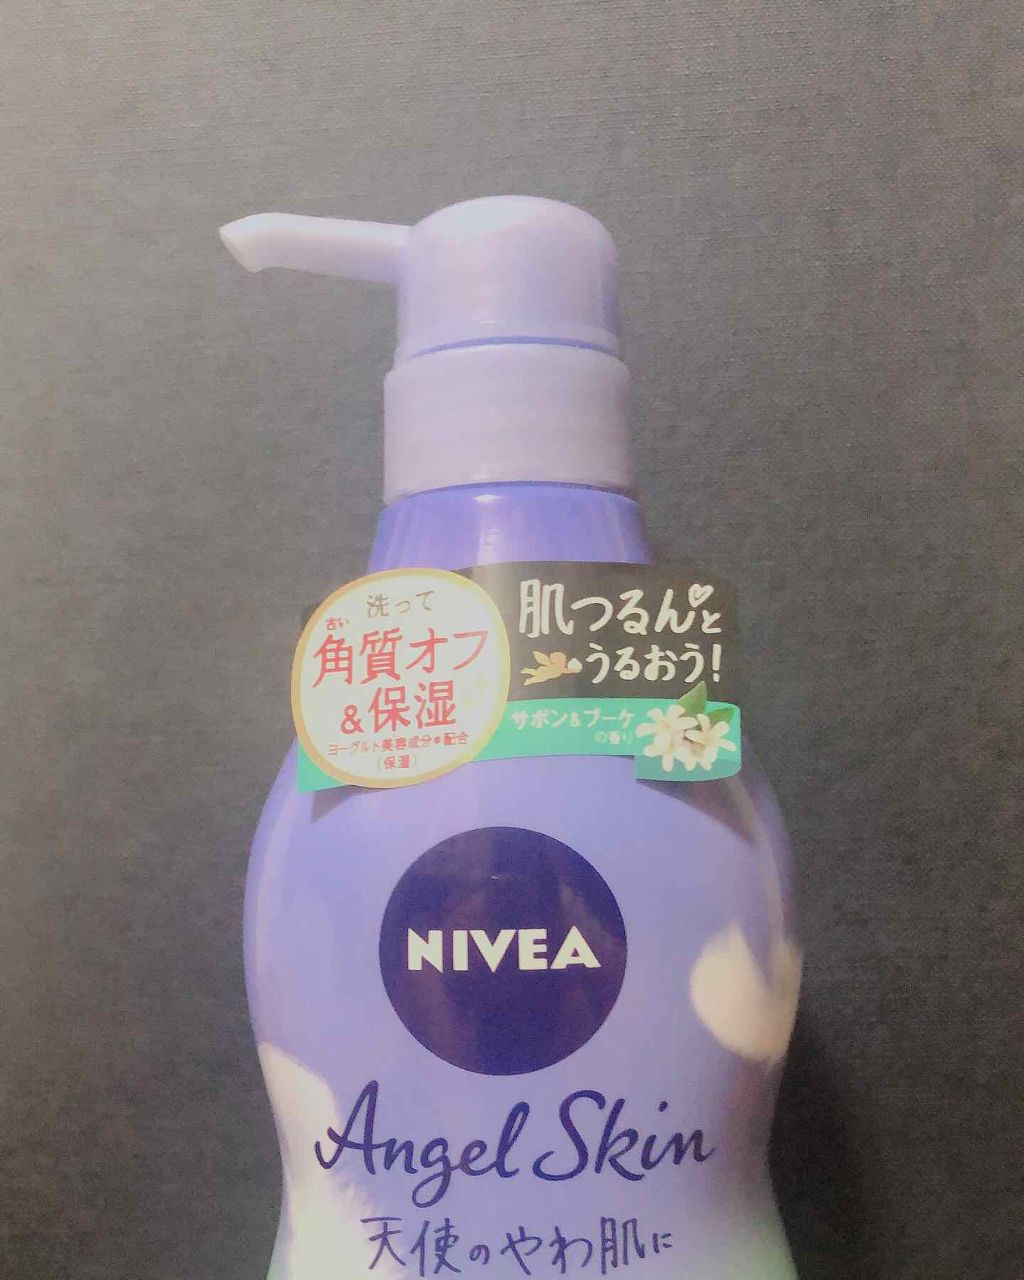 洗って
古い
角質オフ
&保湿
ヨーグルト美容成分*配合
(保湿)
肌つるんと
うるおう!
サボン&ブーケ
の香り
NIVEA
Angel Skin
天使のやわ肌に